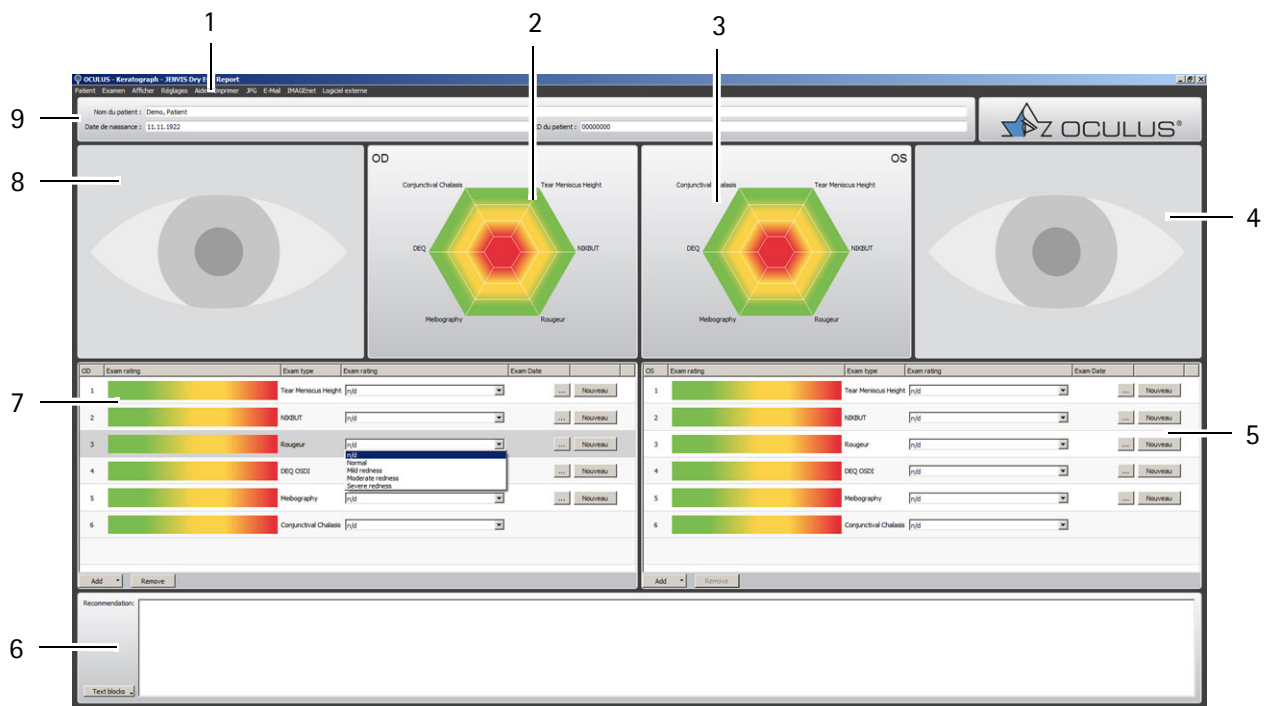 1
2
3
OCULUS - Keratograph - JENVIS Dry Eye Report
Patient Examen Afficher Réglages Aide Imprimer JPG E-Mail IMAGEnet Logiciel externe
9
Nom du patient : Demo, Patient
Date de naissance : 11.11.1922
D du patient : 00000000
OCULUS®
8
OD
Conjunctival Chalasis
Tear Meniscus Height
DEQ
NIKBUT
Meibography
Rougeur
OS
Conjunctival Chalasis
Tear Meniscus Height
DEQ
NIKBUT
Meibography
Rougeur
4
7
OD Exam rating Exam type Exam rating Exam Date
1 Tear Meniscus Height n/d ... Nouveau
2 NIKBUT n/d ... Nouveau
3 Rougeur n/d ... Nouveau
n/d
Normal
Mild redness
Moderate redness
Severe redness
4 DEQ OSDI ... Nouveau
5 Meibography n/d ... Nouveau
6 Conjunctival Chalasis n/d
Add Remove
OS Exam rating Exam type Exam rating Exam Date
1 Tear Meniscus Height n/d ... Nouveau
2 NIKBUT n/d ... Nouveau
3 Rougeur n/d ... Nouveau
4 DEQ OSDI n/d ... Nouveau
5 Meibography n/d ... Nouveau
6 Conjunctival Chalasis n/d
Add Remove
5
6
Recommendation:
Text blocks